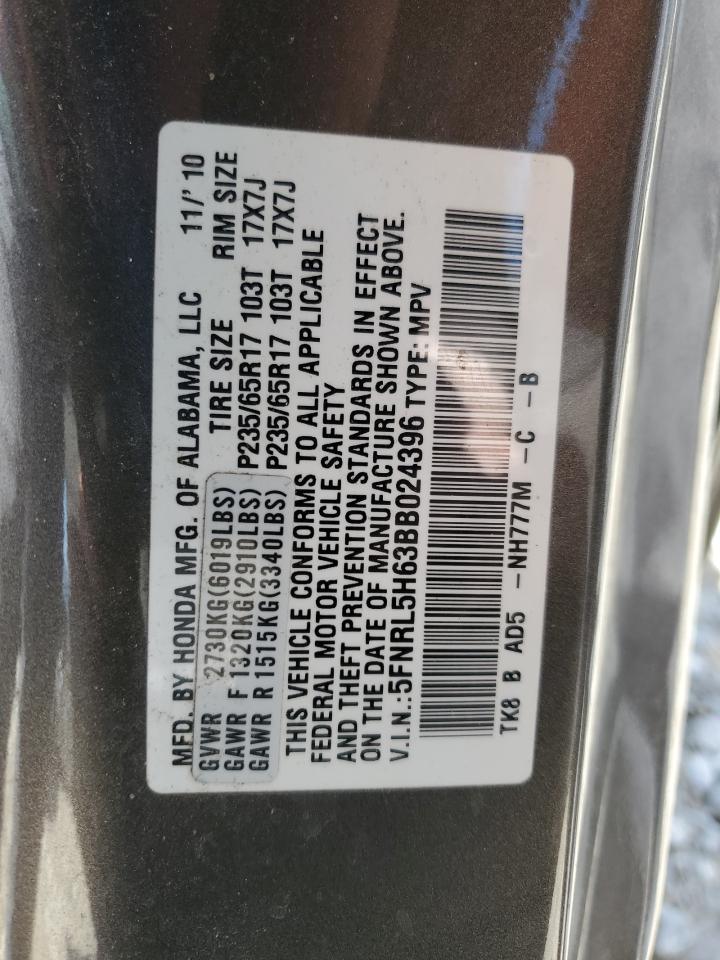 MFD. BY HONDA MFG. OF ALABAMA, LLC 11/' 10
GVWR 2730KG(6019LBS) TIRE SIZE RIM SIZE
GAWR F 1320KG(2910LBS) P235/65R17 103T 17X7J
GAWR R 1515KG(3340LBS) P235/65R17 103T 17X7J
THIS VEHICLE CONFORMS TO ALL APPLICABLE
FEDERAL MOTOR VEHICLE SAFETY
AND THEFT PREVENTION STANDARDS IN EFFECT
ON THE DATE OF MANUFACTURE SHOWN ABOVE.
V.I.N.: 5FNRL5H63BB024396 TYPE: MPV
TK8 B AD5 -NH777M -C -B